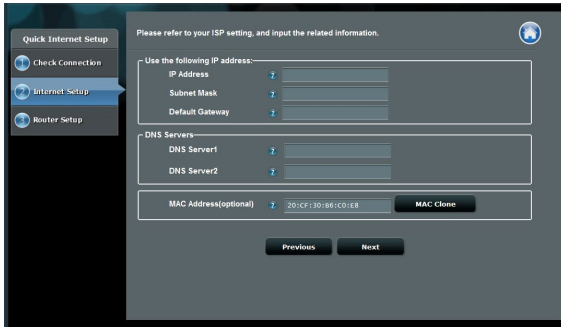 Quick Internet Setup
1 Check Connection
2 Internet Setup
3 Router Setup
Please refer to your ISP setting, and input the related information.
Use the following IP address:
IP Address ?
Subnet Mask ?
Default Gateway ?
DNS Servers
DNS Server1 ?
DNS Server2 ?
MAC Address(optional) ? 20:CF:30:B6:C0:E8 MAC Clone
Previous Next